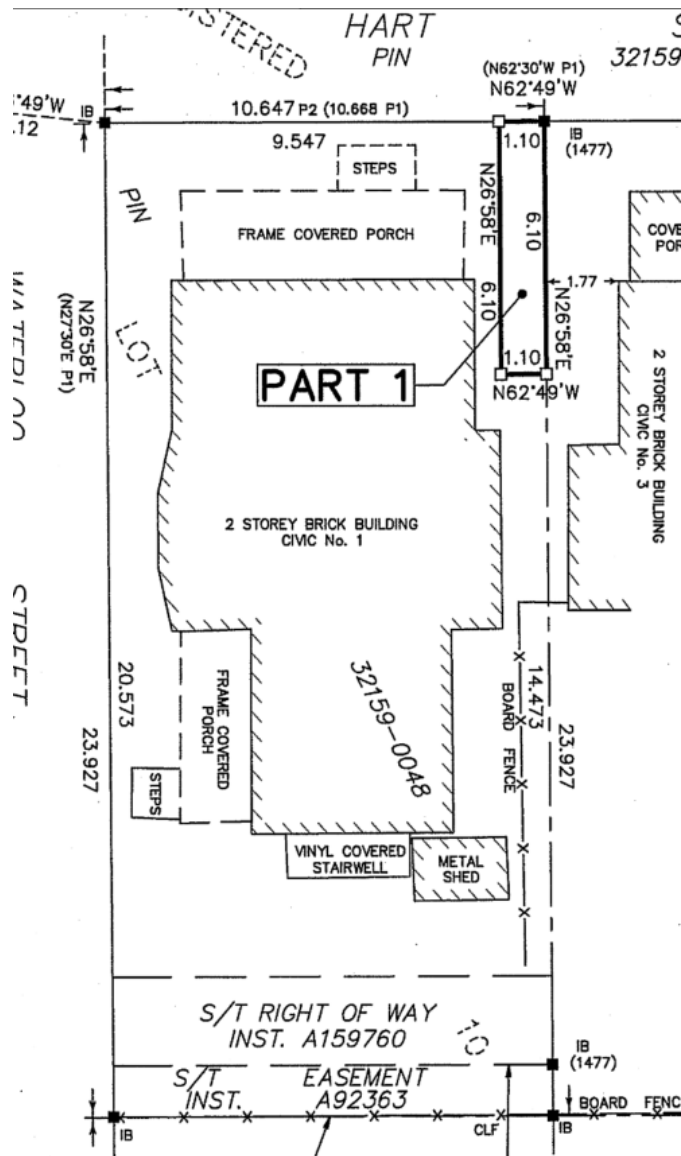 HART
PIN
32159
(N62°30'W P1)
N62°49'W
°49'W
.12
IB
10.647 P2 (10.668 P1)
9.547
1.10
IB
(1477)
STEPS
PIN
FRAME COVERED PORCH
N26°58'E
6.10
6.10
N26°58'E
1.77
N26°58'E
(N27°30'E P1)
LOT
PART 1
1.10
N62°49'W
2 STOREY BRICK BUILDING
CIVIC No. 3
2 STOREY BRICK BUILDING
CIVIC No. 1
STREET
20.573
23.927
FRAME COVERED
PORCH
STEPS
32159-0048
BOARD FENCE
14.473
23.927
VINYL COVERED
STAIRWELL
METAL
SHED
S/T RIGHT OF WAY
INST. A159760
10
IB
(1477)
S/T EASEMENT
INST. A92363
IB
CLF
IB
BOARD FENC